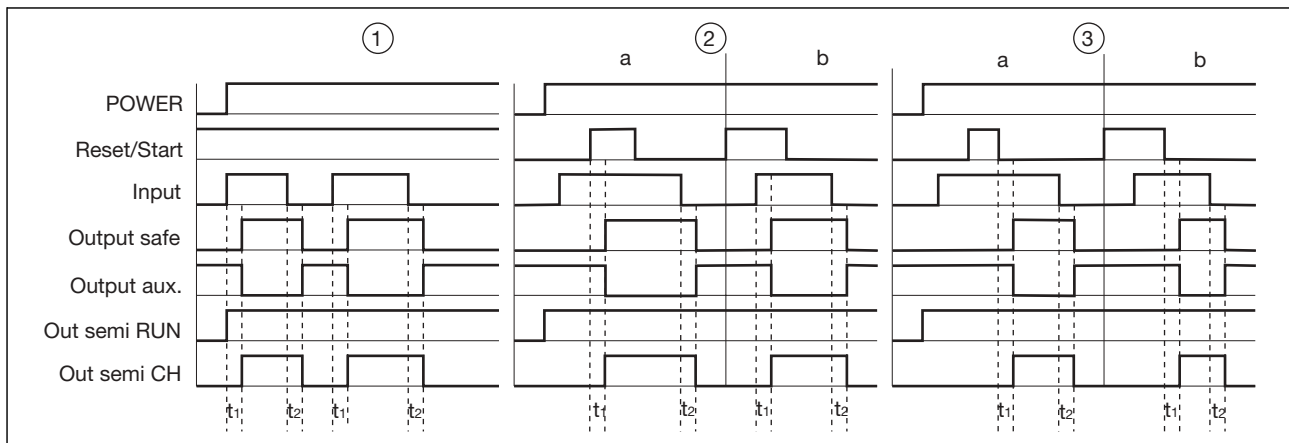 ① ② ③
a b a b
POWER
Reset/Start
Input
Output safe
Output aux.
Out semi RUN
Out semi CH
t1 t2 t1 t2 t1 t2 t1 t2 t1 t2 t1 t2